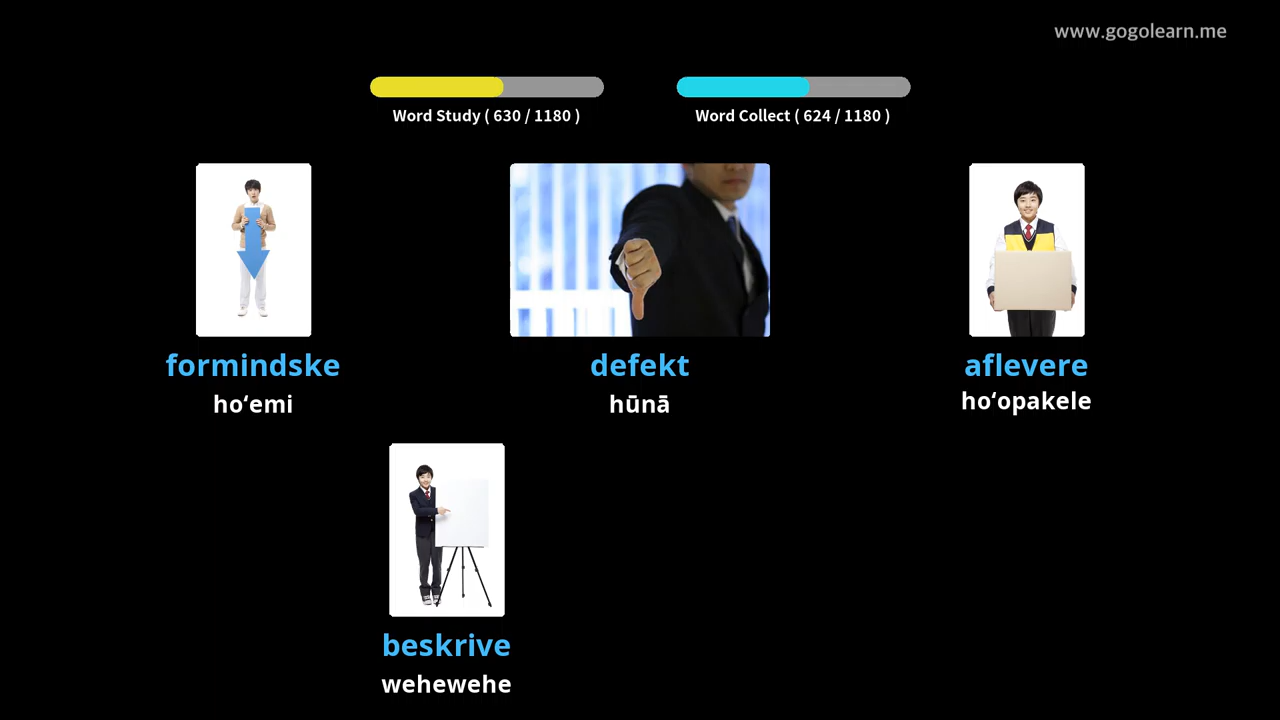 www.gogolearn.me
Word Study ( 630 / 1180 )
Word Collect ( 624 / 1180 )
formindske
hoʻemi
defekt
hūnā
aflevere
hoʻopakele
beskrive
wehewehe